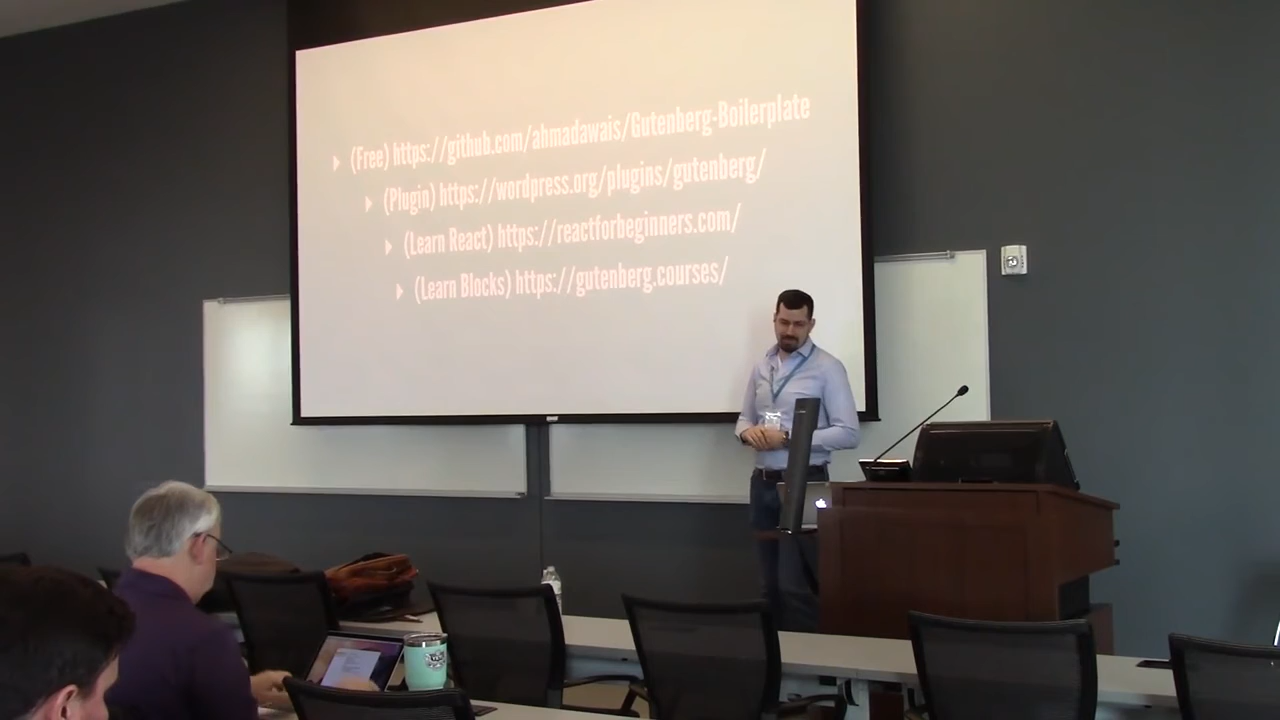 (Free) https://github.com/ahmadawais/Gutenberg-Boilerplate
(Plugin) https://wordpress.org/plugins/gutenberg/
(Learn React) https://reactforbeginners.com/
(Learn Blocks) https://gutenberg.courses/